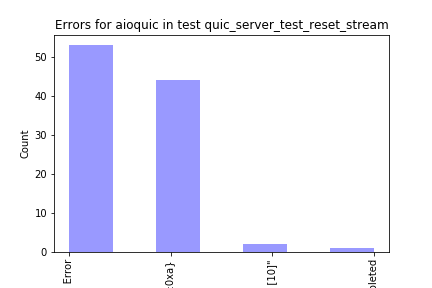 Errors for aioquic in test quic_server_test_reset_stream
Count
50
40
30
20
10
0
Error
:0xa}
[10]"
pleted